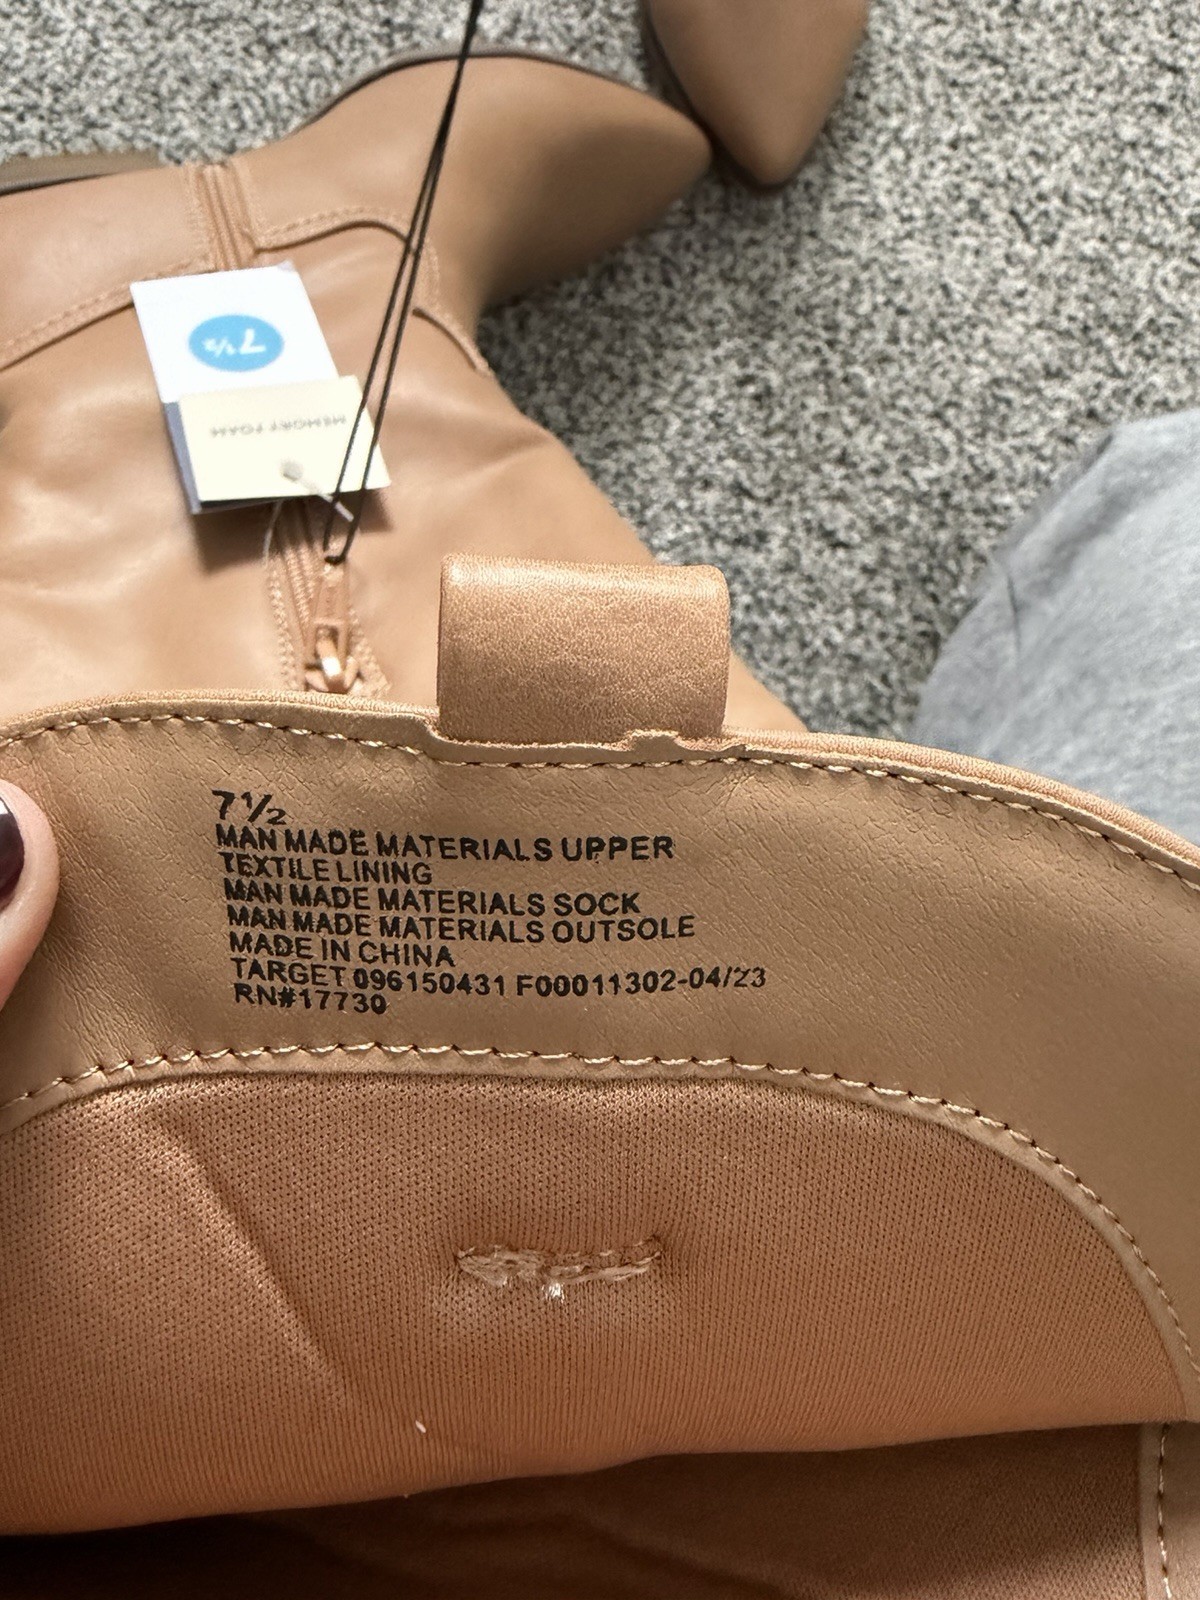 7½
MEMORY FOAM
7½
MAN MADE MATERIALS UPPER
TEXTILE LINING
MAN MADE MATERIALS SOCK
MAN MADE MATERIALS OUTSOLE
MADE IN CHINA
TARGET 096150431 F00011302-04/23
RN#17730